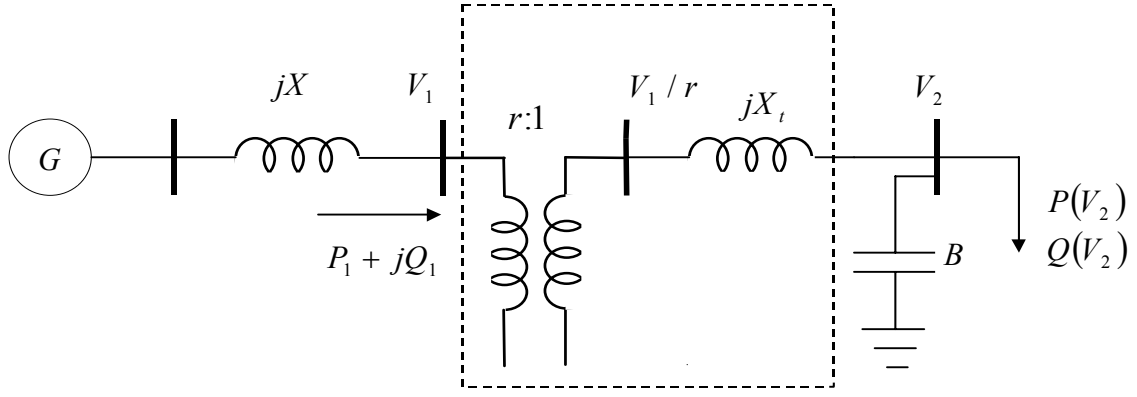 jX
V₁
r:1
V₁ / r
jXₜ
V₂
G
P₁ + jQ₁
B
P(V₂)
Q(V₂)